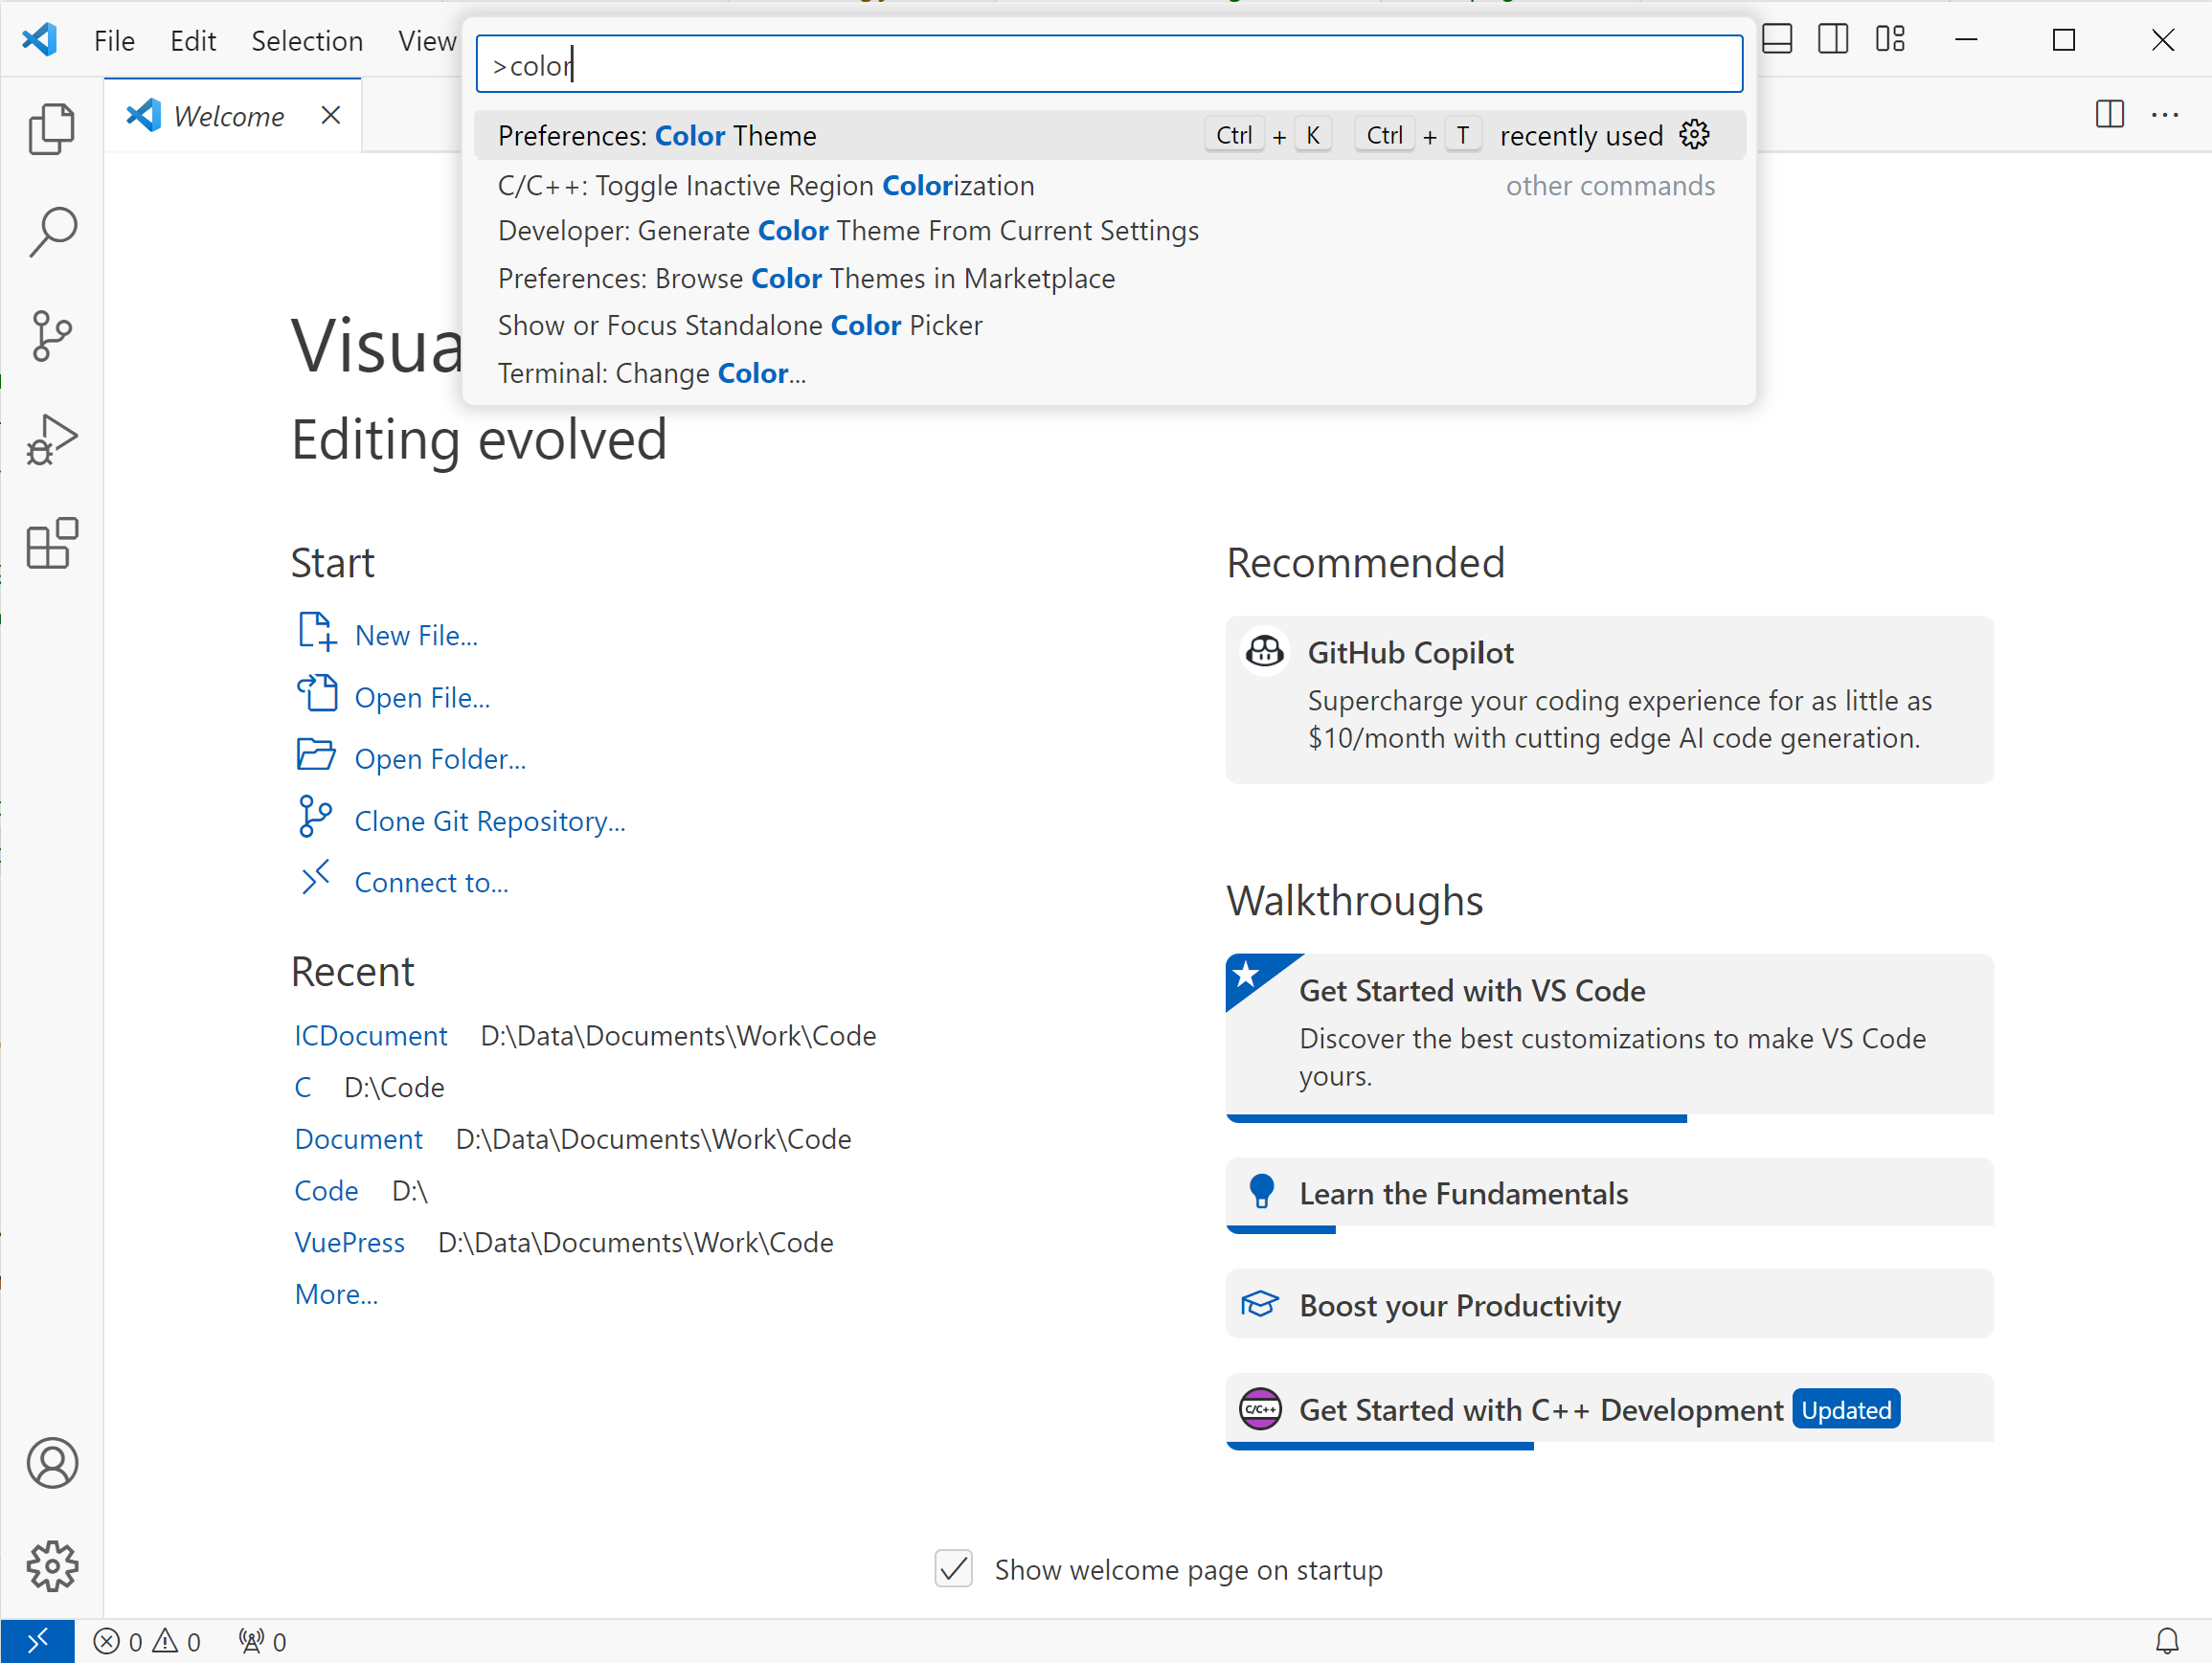 File Edit Selection View
>color
Welcome
Preferences: Color Theme Ctrl + K Ctrl + T recently used
C/C++: Toggle Inactive Region Colorization other commands
Developer: Generate Color Theme From Current Settings
Preferences: Browse Color Themes in Marketplace
Show or Focus Standalone Color Picker
Terminal: Change Color...
Visua
Editing evolved
Start
New File...
Open File...
Open Folder...
Clone Git Repository...
Connect to...
Recent
ICDocument D:\Data\Documents\Work\Code
C D:\Code
Document D:\Data\Documents\Work\Code
Code D:\
VuePress D:\Data\Documents\Work\Code
More...
Recommended
GitHub Copilot
Supercharge your coding experience for as little as
$10/month with cutting edge AI code generation.
Walkthroughs
Get Started with VS Code
Discover the best customizations to make VS Code
yours.
Learn the Fundamentals
Boost your Productivity
C/C++ Get Started with C++ Development Updated
Show welcome page on startup
0 0 0